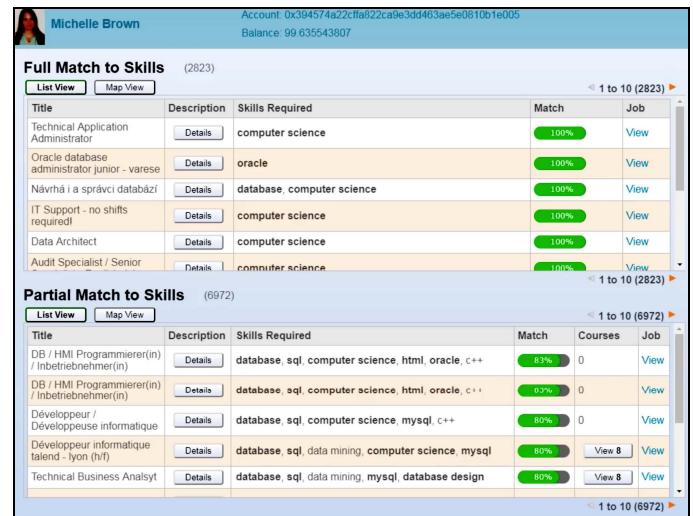 Michelle Brown
Account: 0x394574a22cffa822ca9e3dd463ae5e0810b1e005
Balance: 99.635543807
Full Match to Skills (2823)
List View Map View 1 to 10 (2823)
Title Description Skills Required Match Job
Technical Application
Administrator Details computer science 100% View
Oracle database
administrator junior - varese Details oracle 100% View
Návrhá i a správci databází Details database, computer science 100% View
IT Support - no shifts
required! Details computer science 100% View
Data Architect Details computer science 100% View
Audit Specialist / Senior
Details computer science 100% View
1 to 10 (2823)
Partial Match to Skills (6972)
List View Map View 1 to 10 (6972)
Title Description Skills Required Match Courses Job
DB / HMI Programmierer(in)
/ Inbetriebnehmer(in) Details database, sql, computer science, html, oracle, c++ 83% 0 View
DB / HMI Programmierer(in)
/ Inbetriebnehmer(in) Details database, sql, computer science, html, oracle, c++ 83% 0 View
Développeur /
Développeuse informatique Details database, sql, computer science, mysql, c++ 80% 0 View
Développeur informatique
talend - lyon (h/f) Details database, sql, data mining, computer science, mysql 80% View 8 View
Technical Business Analsyt Details database, sql, data mining, mysql, database design 80% View 8 View
1 to 10 (6972)